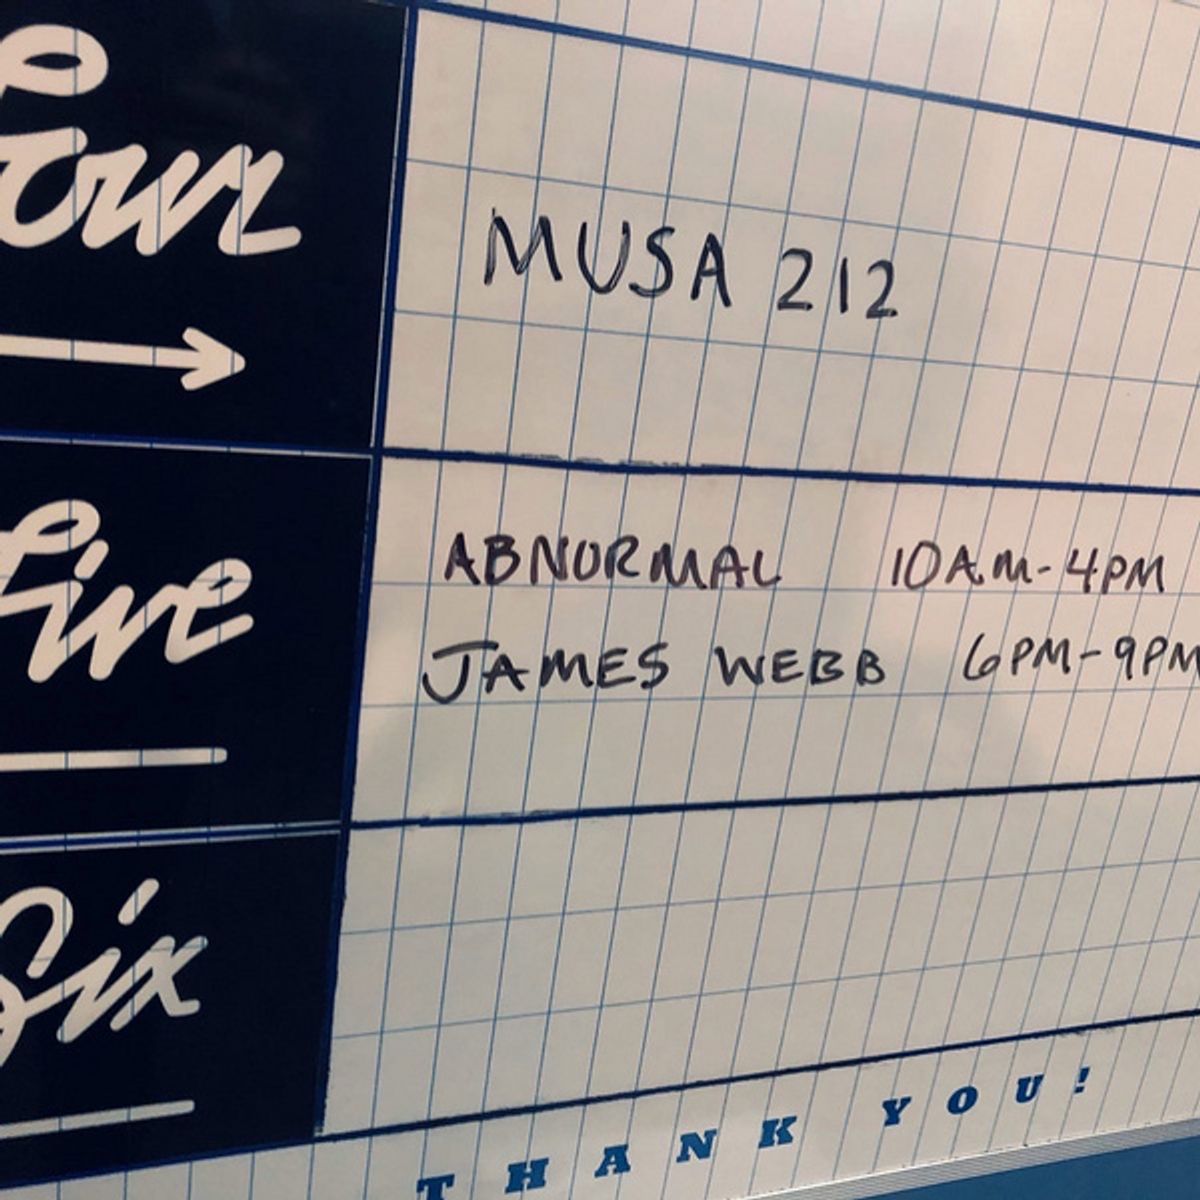 Four
MUSA 212
Five
ABNORMAL 10AM-4PM
JAMES WEBB 6PM-9PM
Six
THANK YOU!